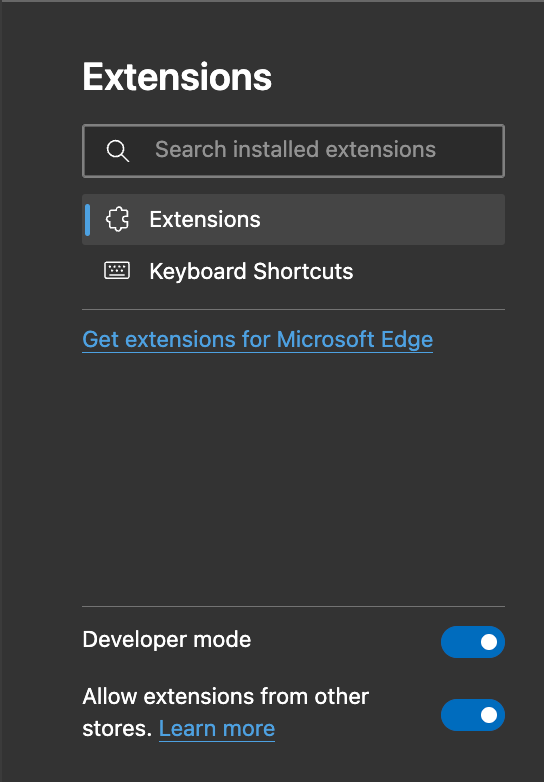 Extensions
Search installed extensions
Extensions
Keyboard Shortcuts
Get extensions for Microsoft Edge
Developer mode
Allow extensions from other
stores. Learn more